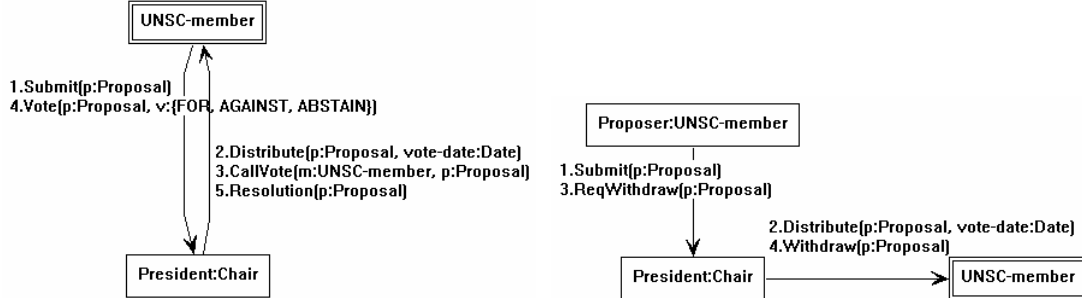 UNSC-member
1.Submit(p:Proposal)
4.Vote(p:Proposal, v:{FOR, AGAINST, ABSTAIN})
2.Distribute(p:Proposal, vote-date:Date)
3.CallVote(m:UNSC-member, p:Proposal)
5.Resolution(p:Proposal)
President:Chair
Proposer:UNSC-member
1.Submit(p:Proposal)
3.ReqWithdraw(p:Proposal)
2.Distribute(p:Proposal, vote-date:Date)
4.Withdraw(p:Proposal)
President:Chair
UNSC-member